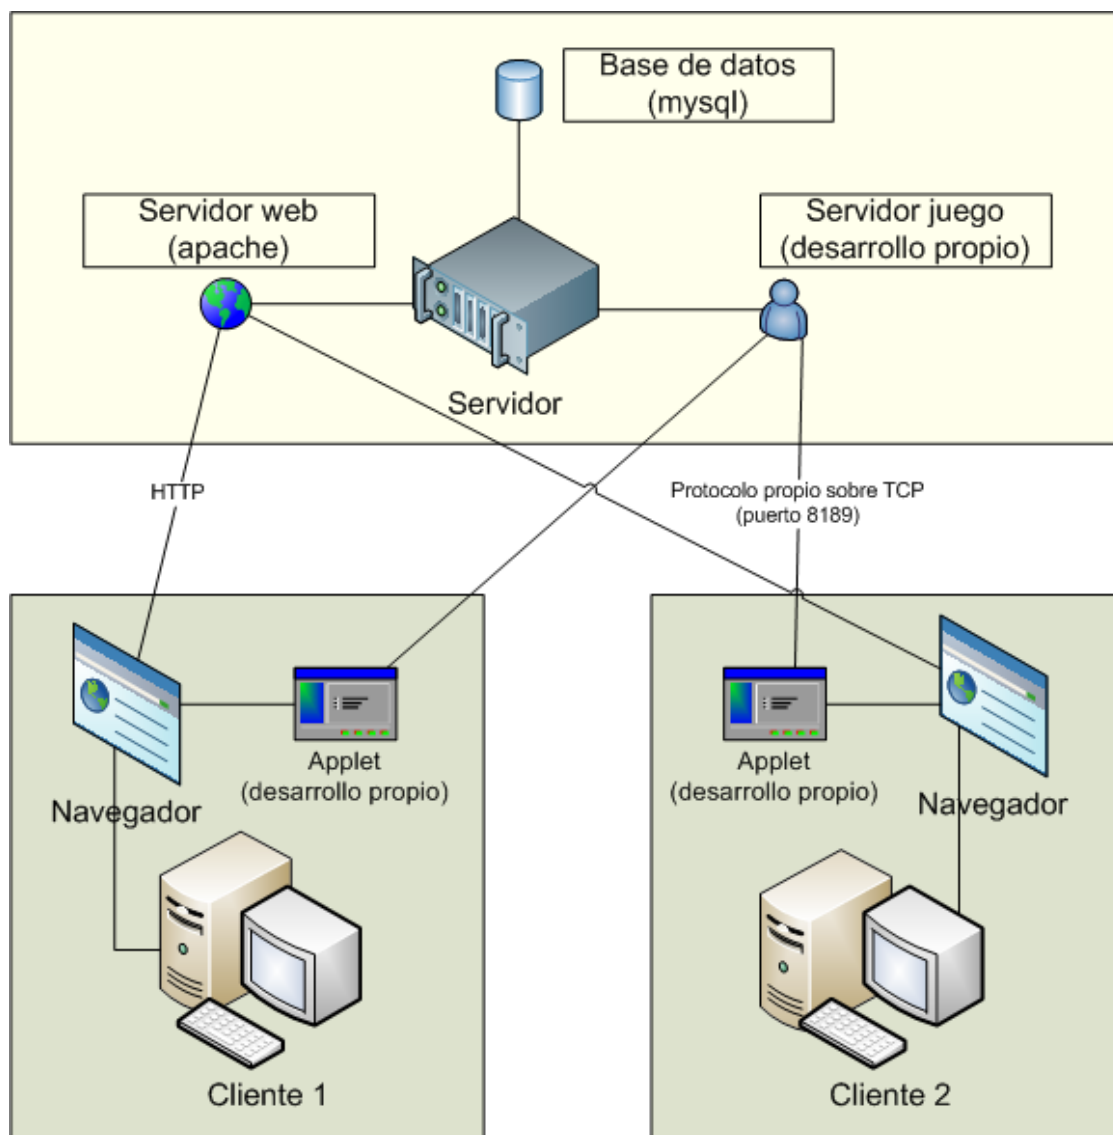 Base de datos
(mysql)
Servidor web
(apache)
Servidor juego
(desarrollo propio)
Servidor
HTTP
Protocolo propio sobre TCP
(puerto 8189)
Applet
(desarrollo propio)
Navegador
Applet
(desarrollo propio)
Navegador
Cliente 1
Cliente 2